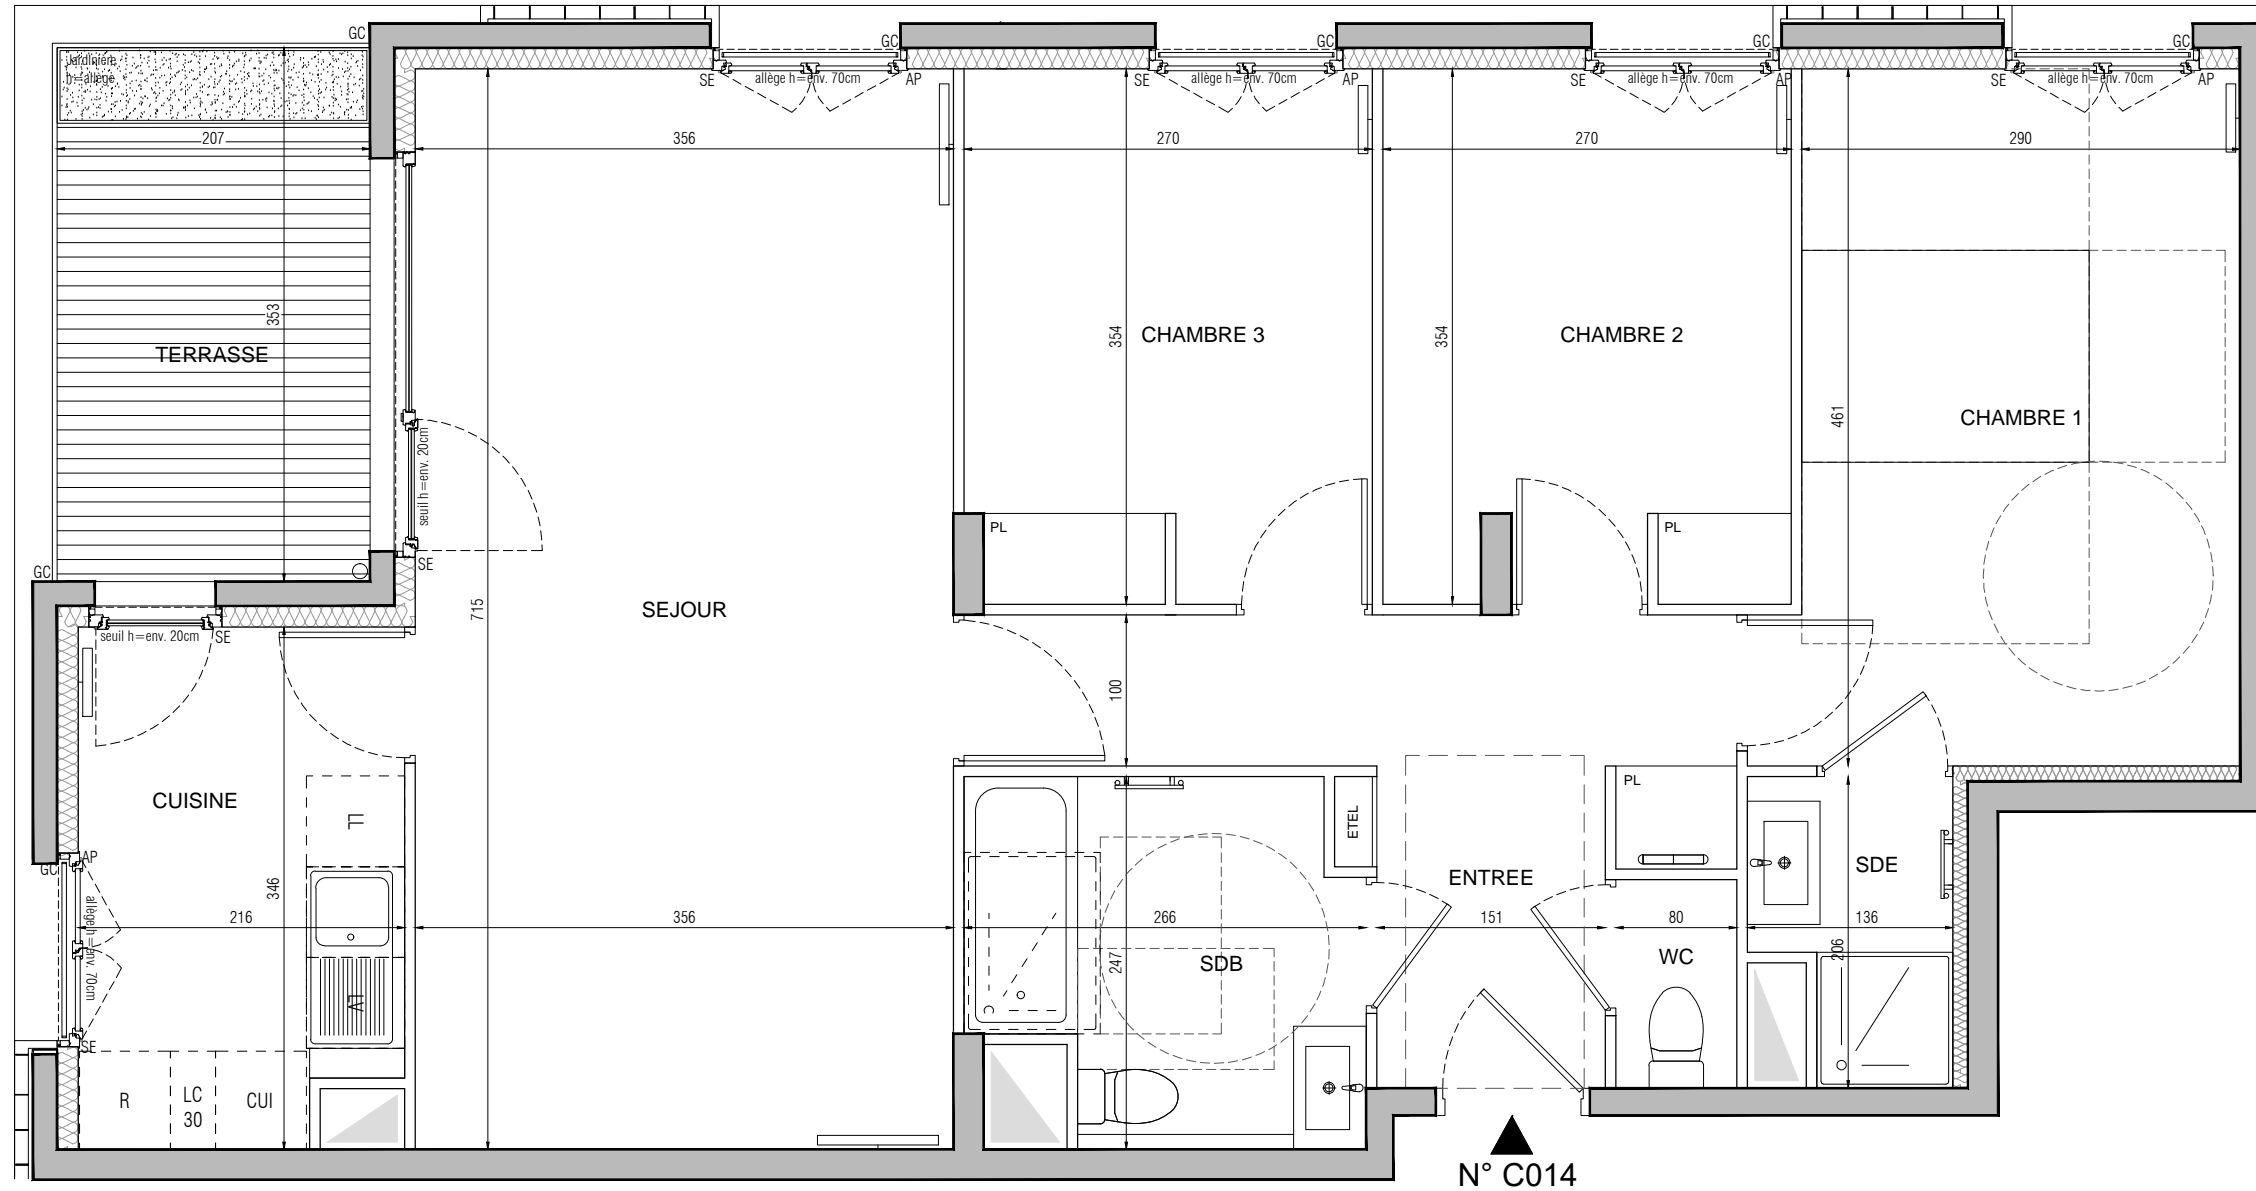 GC
GC
GC
GC
GC
Jardinière
h=allège
SE
allège h=env. 70cm
AP
SE
allège h=env. 70cm
AP
SE
allège h=env. 70cm
AP
SE
allège h=env. 70cm
AP
207
356
270
270
290
353
TERRASSE
354
CHAMBRE 3
354
CHAMBRE 2
461
CHAMBRE 1
seuil h=env. 20cm
SE
PL
PL
GC
715
SEJOUR
seuil h=env. 20cm
SE
100
CUISINE
LL
PL
ETEL
AP
GC
allège h=env. 70cm
SE
346
216
356
266
ENTREE
151
80
SDE
136
206
247
SDB
WC
LV
R
LC
30
CUI
N° C014